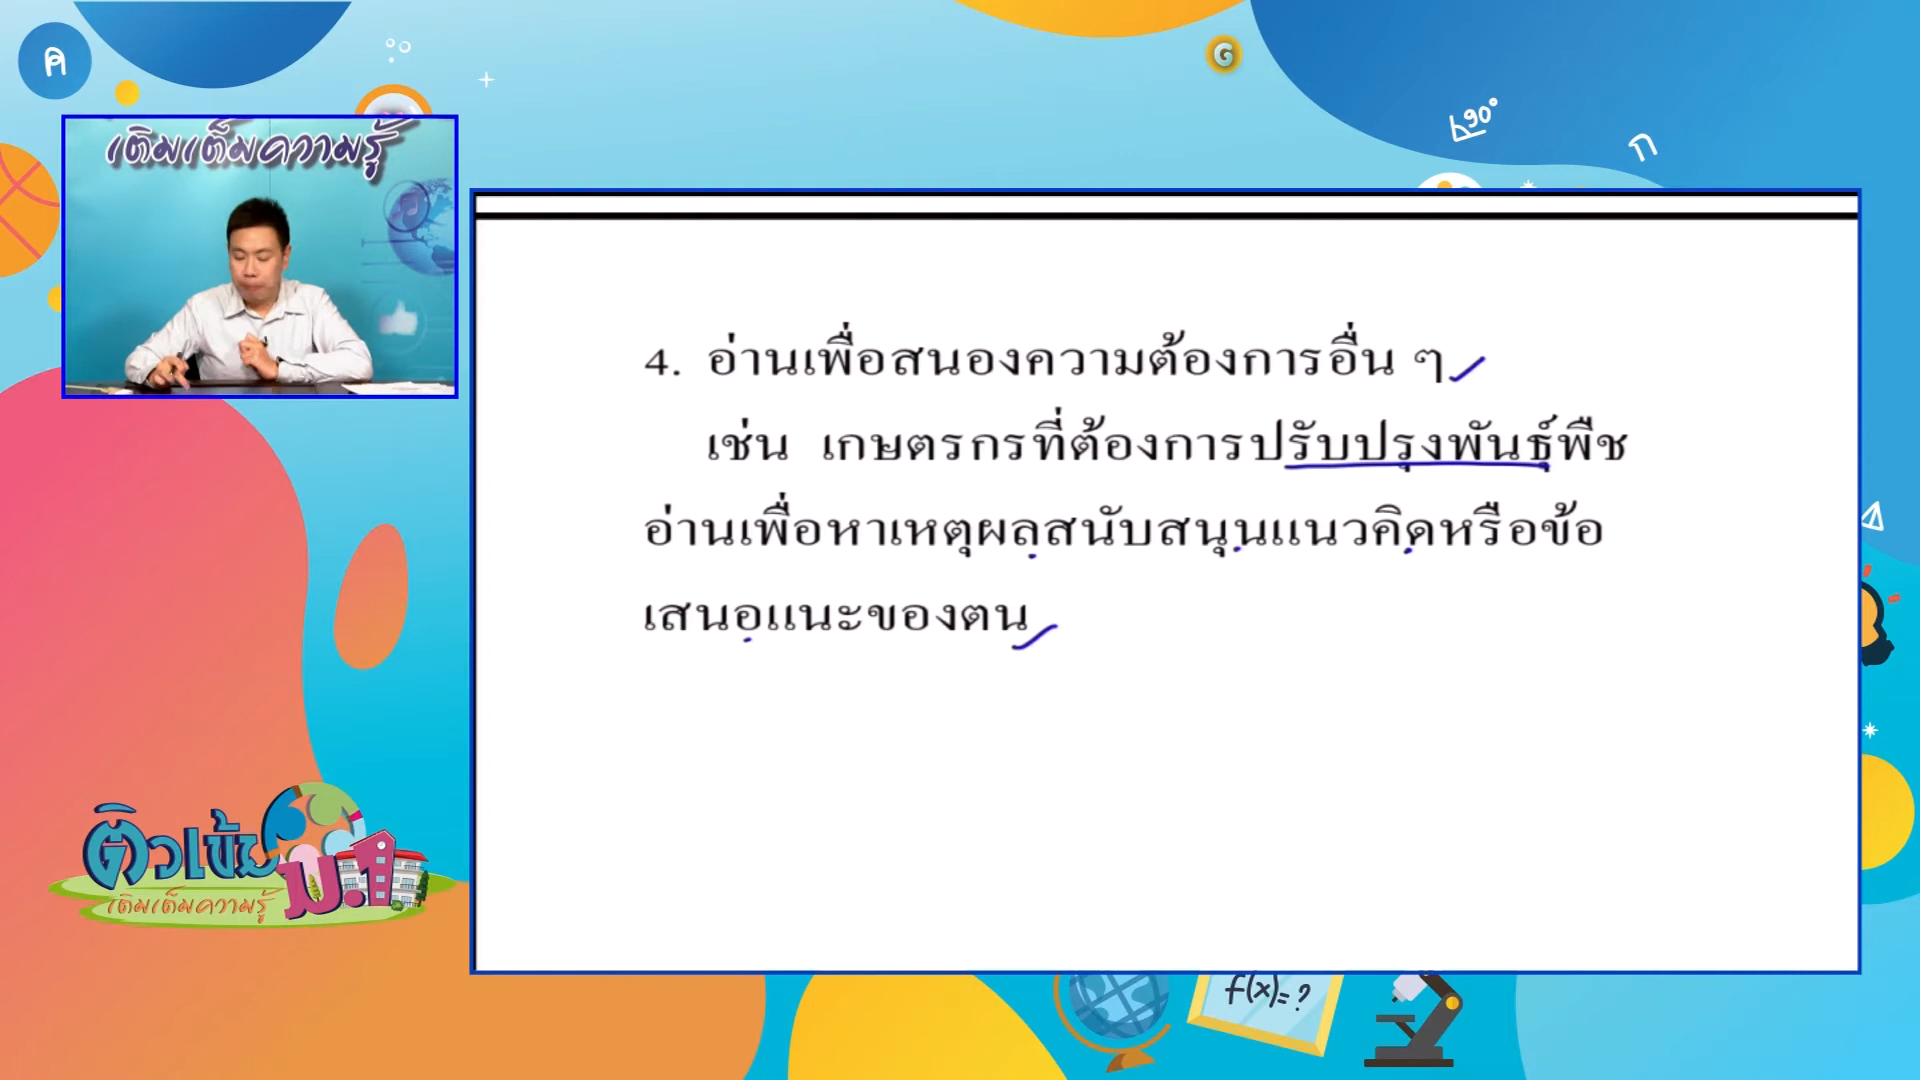 ค
G
90°
ก
เติมเต็มความรู้
4. อ่านเพื่อสนองความต้องการอื่น ๆ
เช่น เกษตรกรที่ต้องการปรับปรุงพันธุ์พืช
อ่านเพื่อหาเหตุผลสนับสนุนแนวคิดหรือข้อ
เสนอแนะของตน
ติวเข้ม
ม.1
เติมเต็มความรู้
f(x)=?